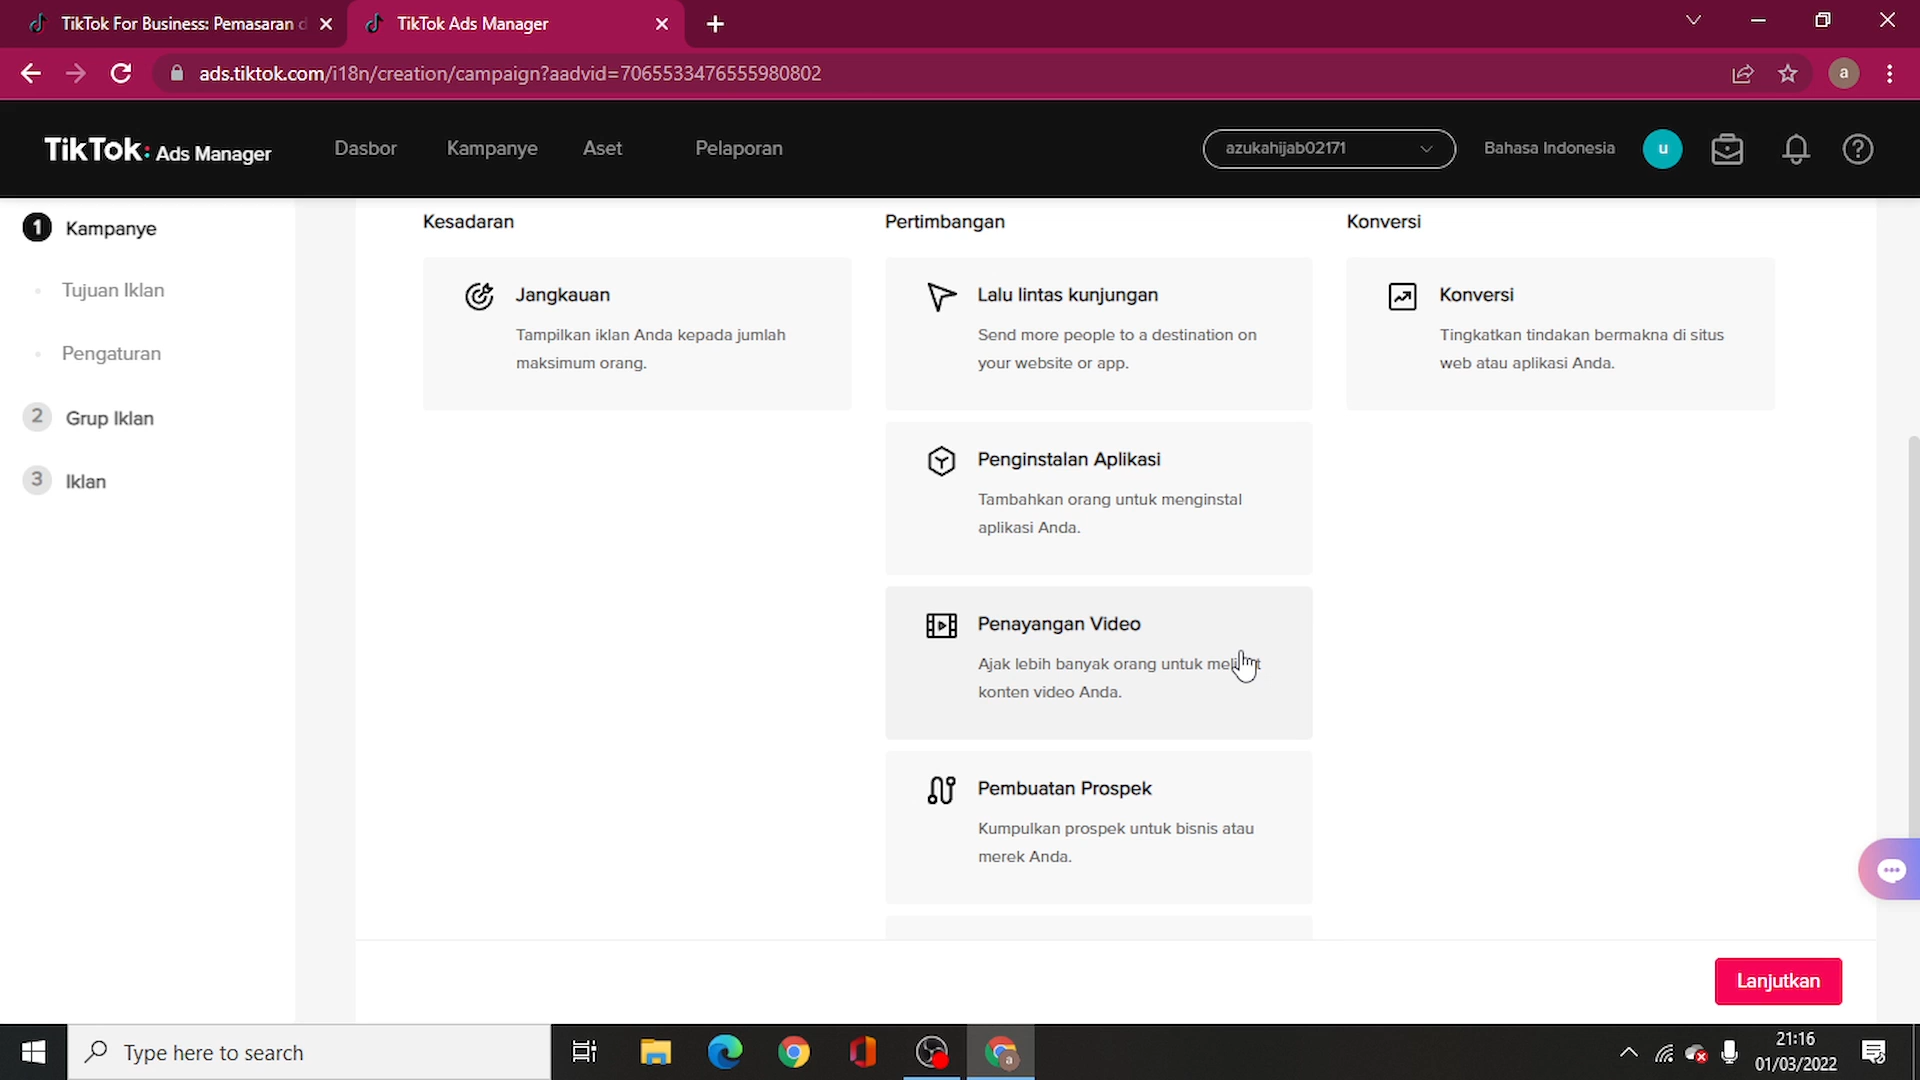 TikTok For Business: Pemasaran
TikTok Ads Manager
ads.tiktok.com/i18n/creation/campaign?aadvid=7065533476555980802
a
TikTok: Ads Manager
Dasbor
Kampanye
Aset
Pelaporan
azukahijab02171
Bahasa Indonesia
u
1 Kampanye
Tujuan Iklan
Pengaturan
2 Grup Iklan
3 Iklan
Kesadaran
Jangkauan
Tampilkan iklan Anda kepada jumlah
maksimum orang.
Pertimbangan
Lalu lintas kunjungan
Send more people to a destination on
your website or app.
Penginstalan Aplikasi
Tambahkan orang untuk menginstal
aplikasi Anda.
Penayangan Video
Ajak lebih banyak orang untuk
konten video Anda.
Pembuatan Prospek
Kumpulkan prospek untuk bisnis atau
merek Anda.
Konversi
Konversi
Tingkatkan tindakan bermakna di situs
web atau aplikasi Anda.
Lanjutkan
Type here to search
a
21:16
01/03/2022